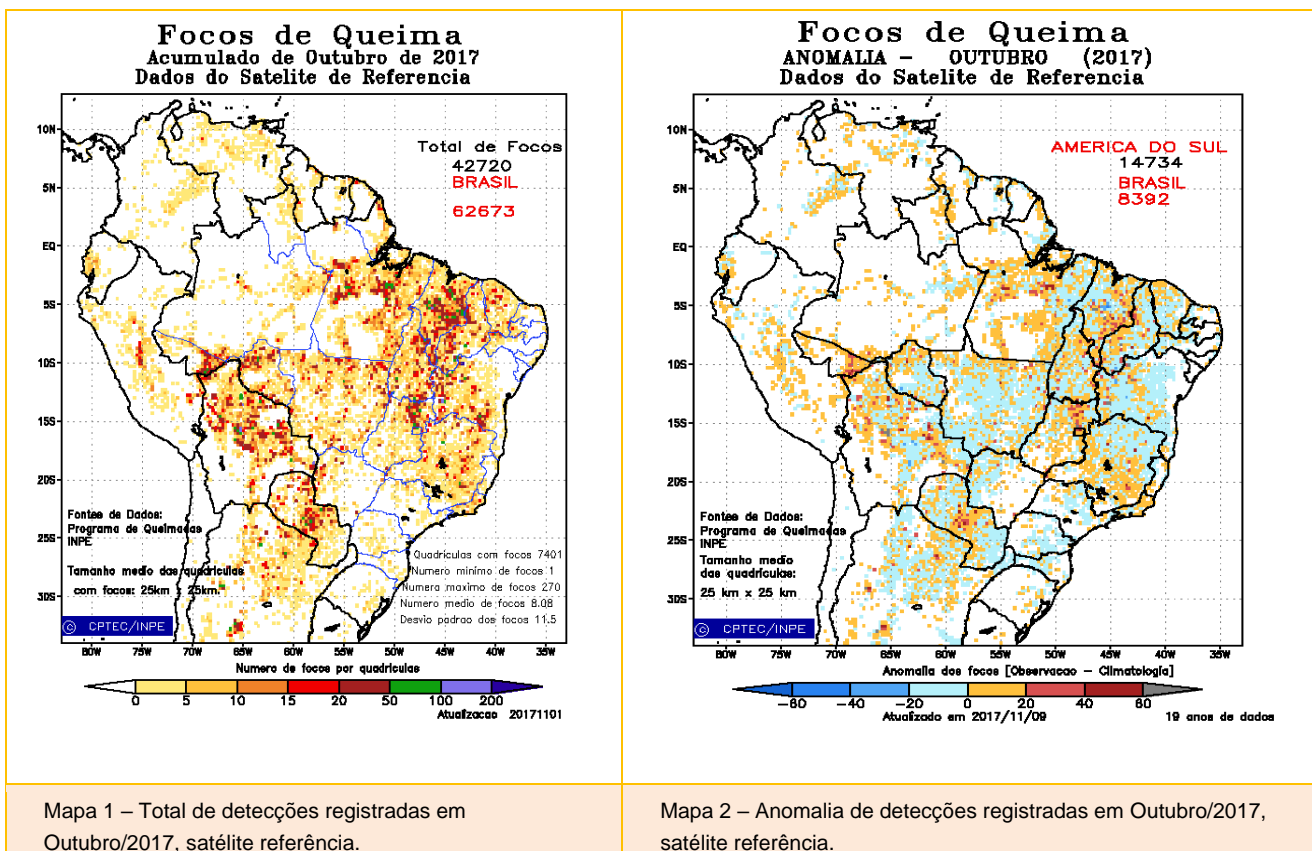 Focos de Queima
Acumulado de Outubro de 2017
Dados do Satelite de Referencia
10N
5N
EQ
5S
10S
15S
20S
25S
30S
Total de Focos
42720
BRASIL
62673
Fontes de Dados:
Programa de Queimadas
INPE
Tamanho medio das quadriculas
com focos: 25km x 25km.
Quadriculas com focos 7401
Numero minimo de focos 1
Numero maximo de focos 270
Numero medio de focos 8.08
Desvio padrao dos focos 11.5
© CPTEC/INPE
80W 75W 70W 65W 60W 55W 50W 45W 40W 35W
Numero de focos por quadriculas
0 5 10 15 20 50 100 200
Atualizacao 20171101
Mapa 1 – Total de detecções registradas em
Outubro/2017, satélite referência.
Focos de Queima
ANOMALIA – OUTUBRO (2017)
Dados do Satelite de Referencia
10N
5N
EQ
5S
10S
15S
20S
25S
30S
AMERICA DO SUL
14734
BRASIL
8392
Fontes de Dados:
Programa de Queimadas
INPE
Tamanho medio
das quadrículas:
25 km x 25 km
© CPTEC/INPE
80W 75W 70W 65W 60W 55W 50W 45W 40W 35W
Anomalia dos focos [Observacao – Climatologia]
−60 −40 −20 0 20 40 60
Atualizado em 2017/11/09
19 anos de dados
Mapa 2 – Anomalia de detecções registradas em Outubro/2017,
satélite referência.